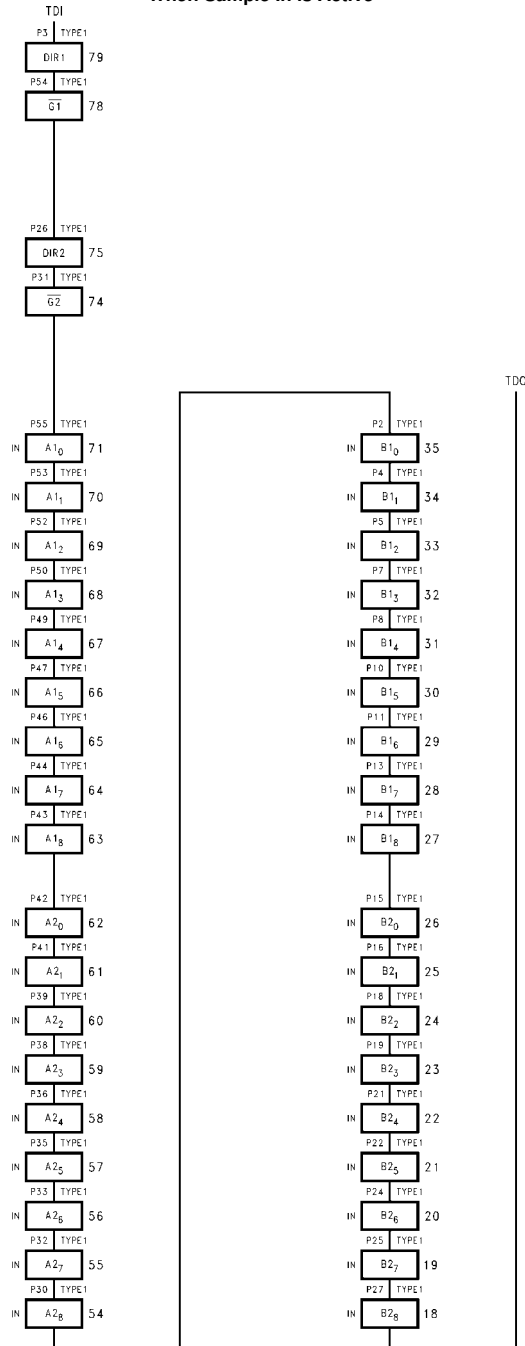 When Sample In is Active
TDI
P3 TYPE1
DIR1 79
P54 TYPE1
G1 78
P26 TYPE1
DIR2 75
P31 TYPE1
G2 74
TDO
P55 TYPE1
IN A1₀ 71
P53 TYPE1
IN A1₁ 70
P52 TYPE1
IN A1₂ 69
P50 TYPE1
IN A1₃ 68
P49 TYPE1
IN A1₄ 67
P47 TYPE1
IN A1₅ 66
P46 TYPE1
IN A1₆ 65
P44 TYPE1
IN A1₇ 64
P43 TYPE1
IN A1₈ 63
P42 TYPE1
IN A2₀ 62
P41 TYPE1
IN A2₁ 61
P39 TYPE1
IN A2₂ 60
P38 TYPE1
IN A2₃ 59
P36 TYPE1
IN A2₄ 58
P35 TYPE1
IN A2₅ 57
P33 TYPE1
IN A2₆ 56
P32 TYPE1
IN A2₇ 55
P30 TYPE1
IN A2₈ 54
P2 TYPE1
IN B1₀ 35
P4 TYPE1
IN B1₁ 34
P5 TYPE1
IN B1₂ 33
P7 TYPE1
IN B1₃ 32
P8 TYPE1
IN B1₄ 31
P10 TYPE1
IN B1₅ 30
P11 TYPE1
IN B1₆ 29
P13 TYPE1
IN B1₇ 28
P14 TYPE1
IN B1₈ 27
P15 TYPE1
IN B2₀ 26
P16 TYPE1
IN B2₁ 25
P18 TYPE1
IN B2₂ 24
P19 TYPE1
IN B2₃ 23
P21 TYPE1
IN B2₄ 22
P22 TYPE1
IN B2₅ 21
P24 TYPE1
IN B2₆ 20
P25 TYPE1
IN B2₇ 19
P27 TYPE1
IN B2₈ 18